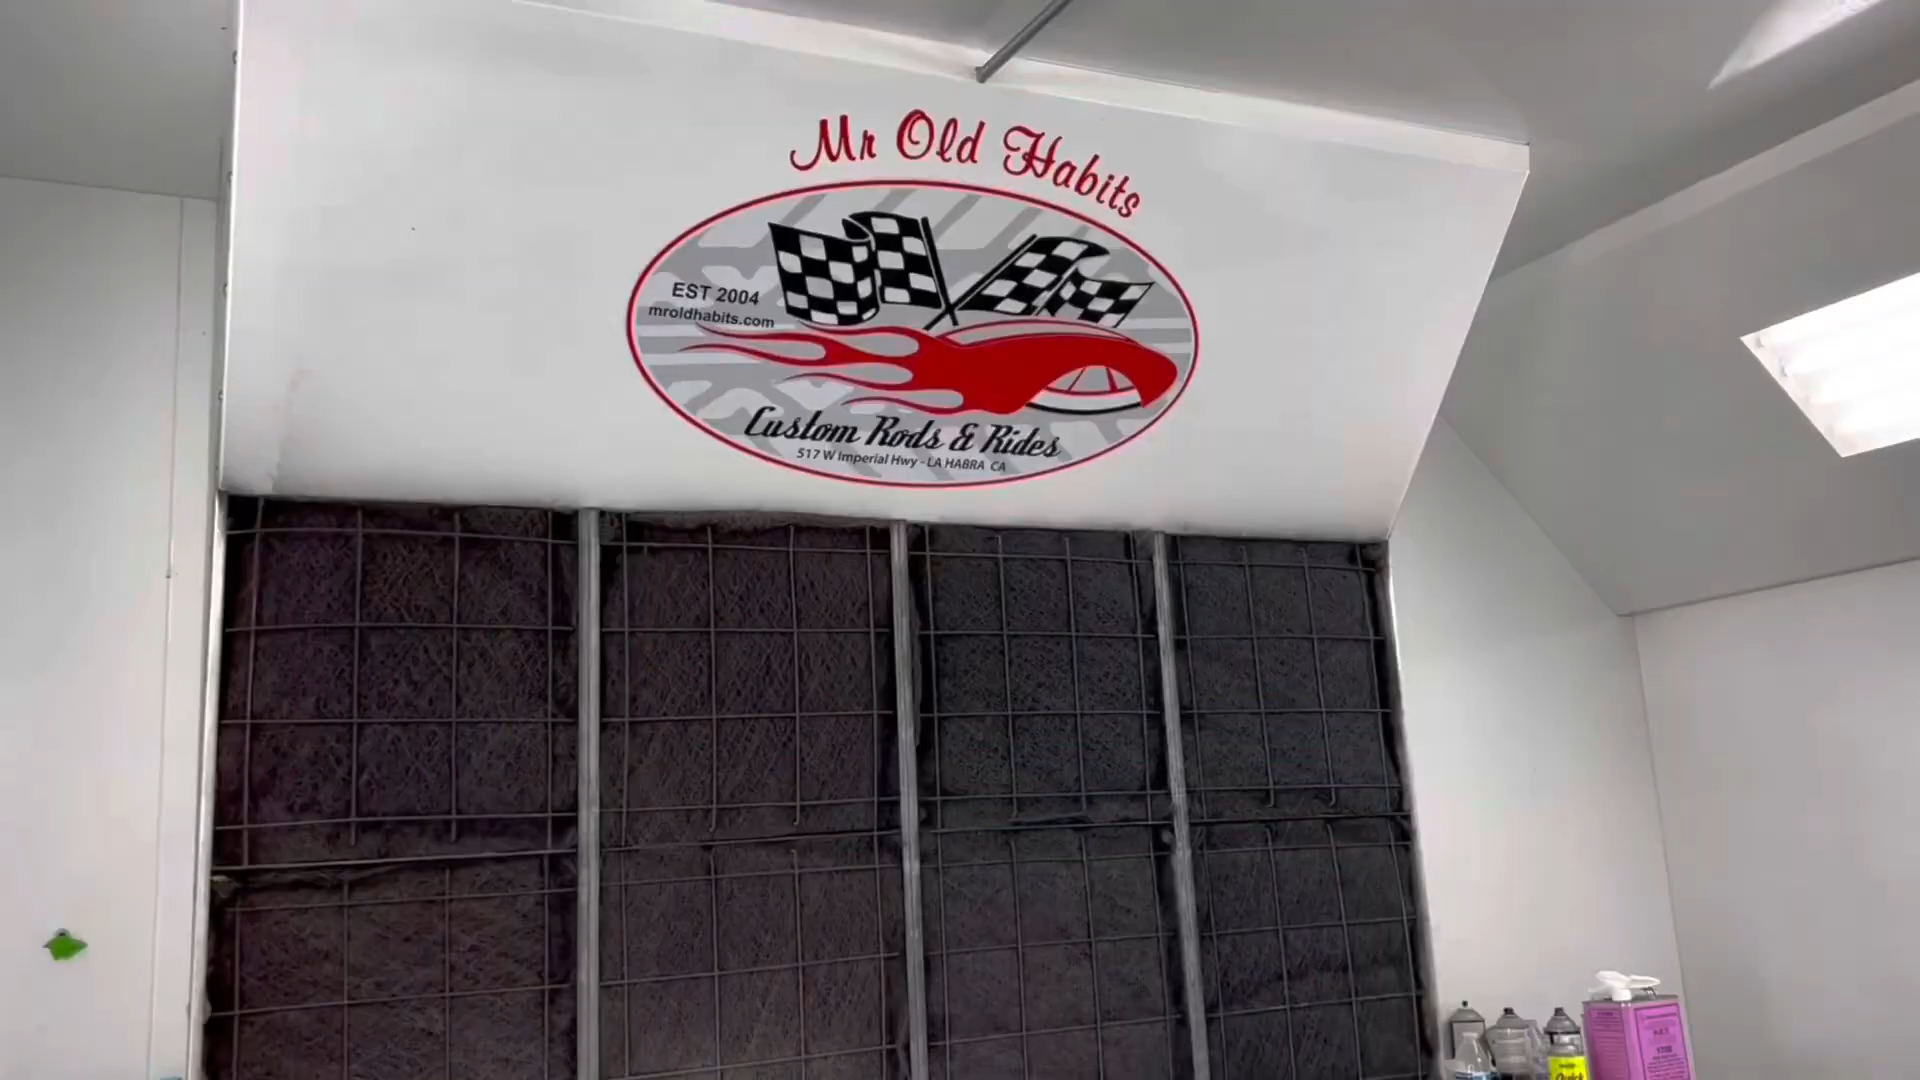 Mr Old Habits
EST 2004
mroldhabits.com
Custom Rods & Rides
517 W Imperial Hwy - LA HABRA CA